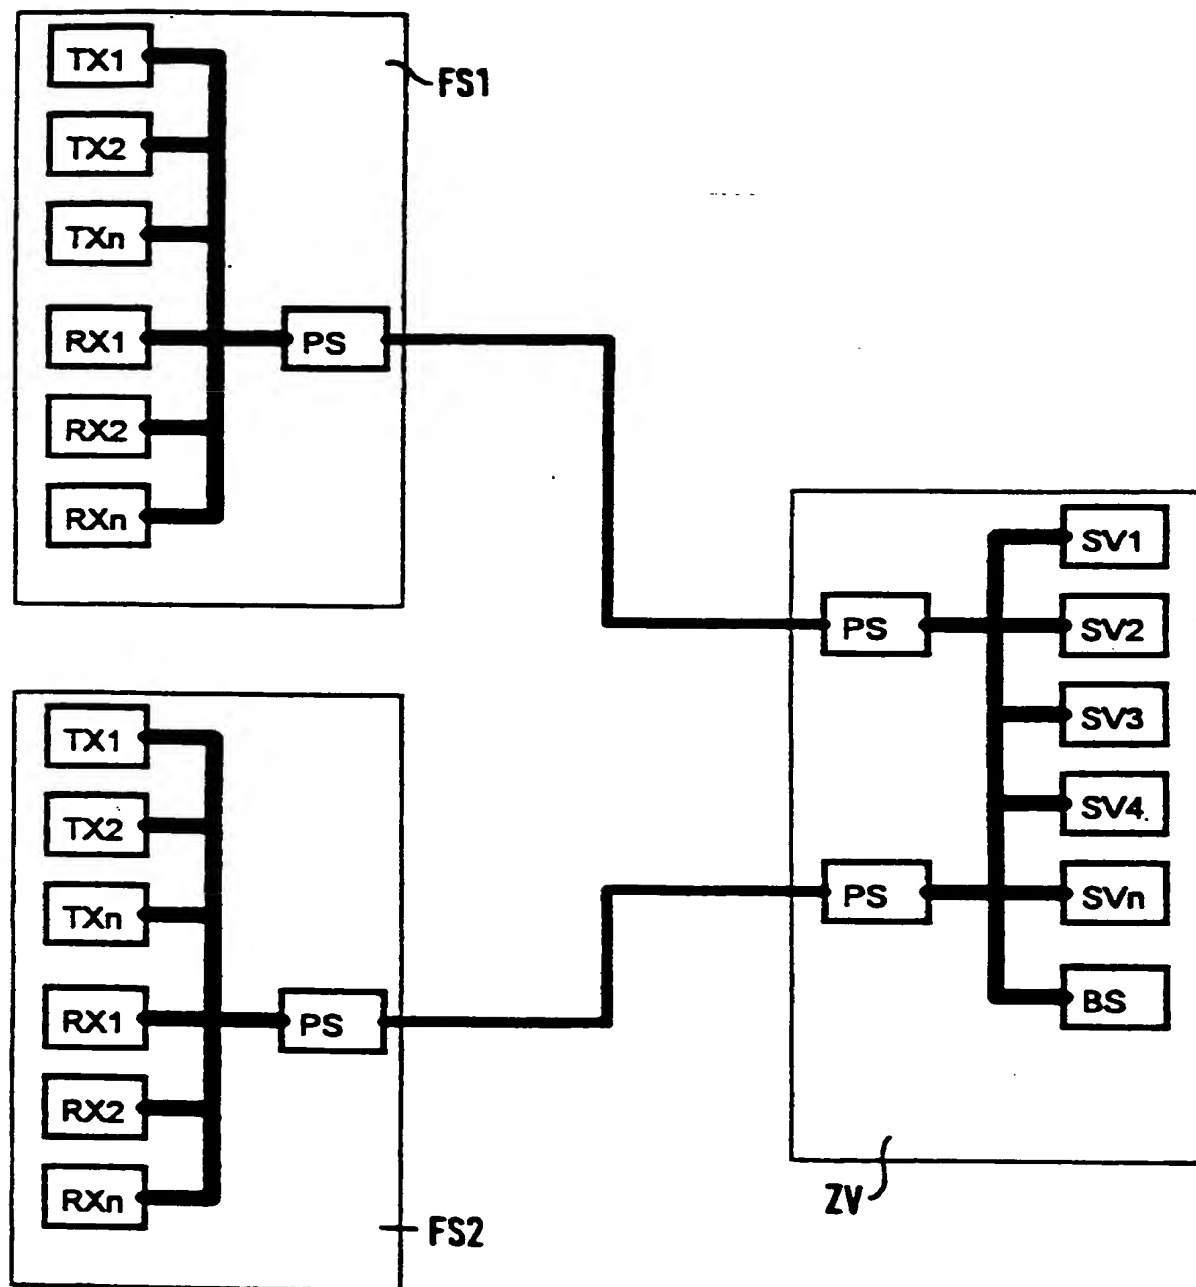 TX1
TX2
TXn
RX1
RX2
RXn
PS
FS1
TX1
TX2
TXn
RX1
RX2
RXn
PS
FS2
PS
PS
SV1
SV2
SV3
SV4
SVn
BS
ZV